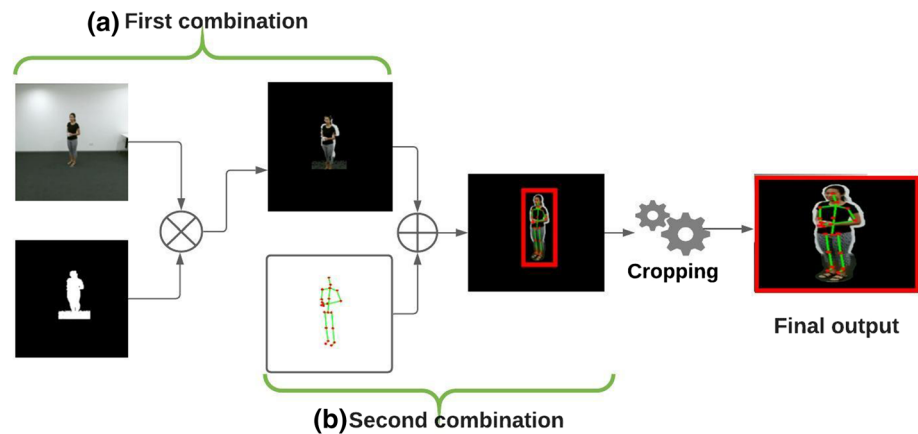 (a) First combination
Cropping
Final output
(b) Second combination